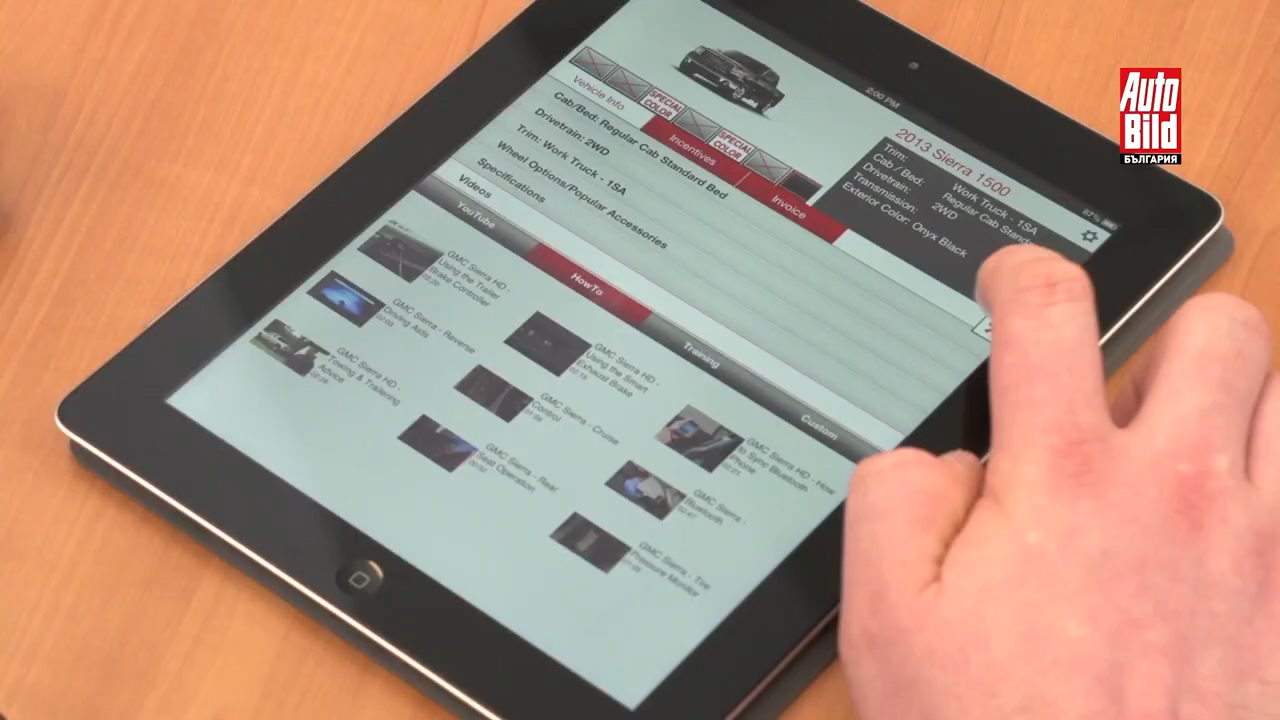 Auto
Bild
БЪЛГАРИЯ
2:00 PM
87%
2013 Sierra 1500
Trim: Work Truck - 1SA
Cab / Bed: Regular Cab Standa
Drivetrain: 2WD
Transmission:
Exterior Color: Onyx Black
SPECIAL
COLOR
SPECIAL
COLOR
Vehicle Info
Incentives
Invoice
Cab/Bed: Regular Cab Standard Bed
Drivetrain: 2WD
Trim: Work Truck - 1SA
Wheel Options/Popular Accessories
Specifications
Videos
YouTube
HowTo
Training
Custom
GMC Sierra HD -
Using the Trailer
Brake Controller
GMC Sierra HD -
Using the Smart
Exhaust Brake
02:15
GMC Sierra HD - How
to Sync Bluetooth
Phone
GMC Sierra - Reverse
Driving Aids
GMC Sierra - Cruise
Control
GMC Sierra -
Bluetooth
GMC Sierra HD -
Towing & Trailering
Advice
GMC Sierra - Rear
Seat Operation
GMC Sierra - Tire
Pressure Monitor